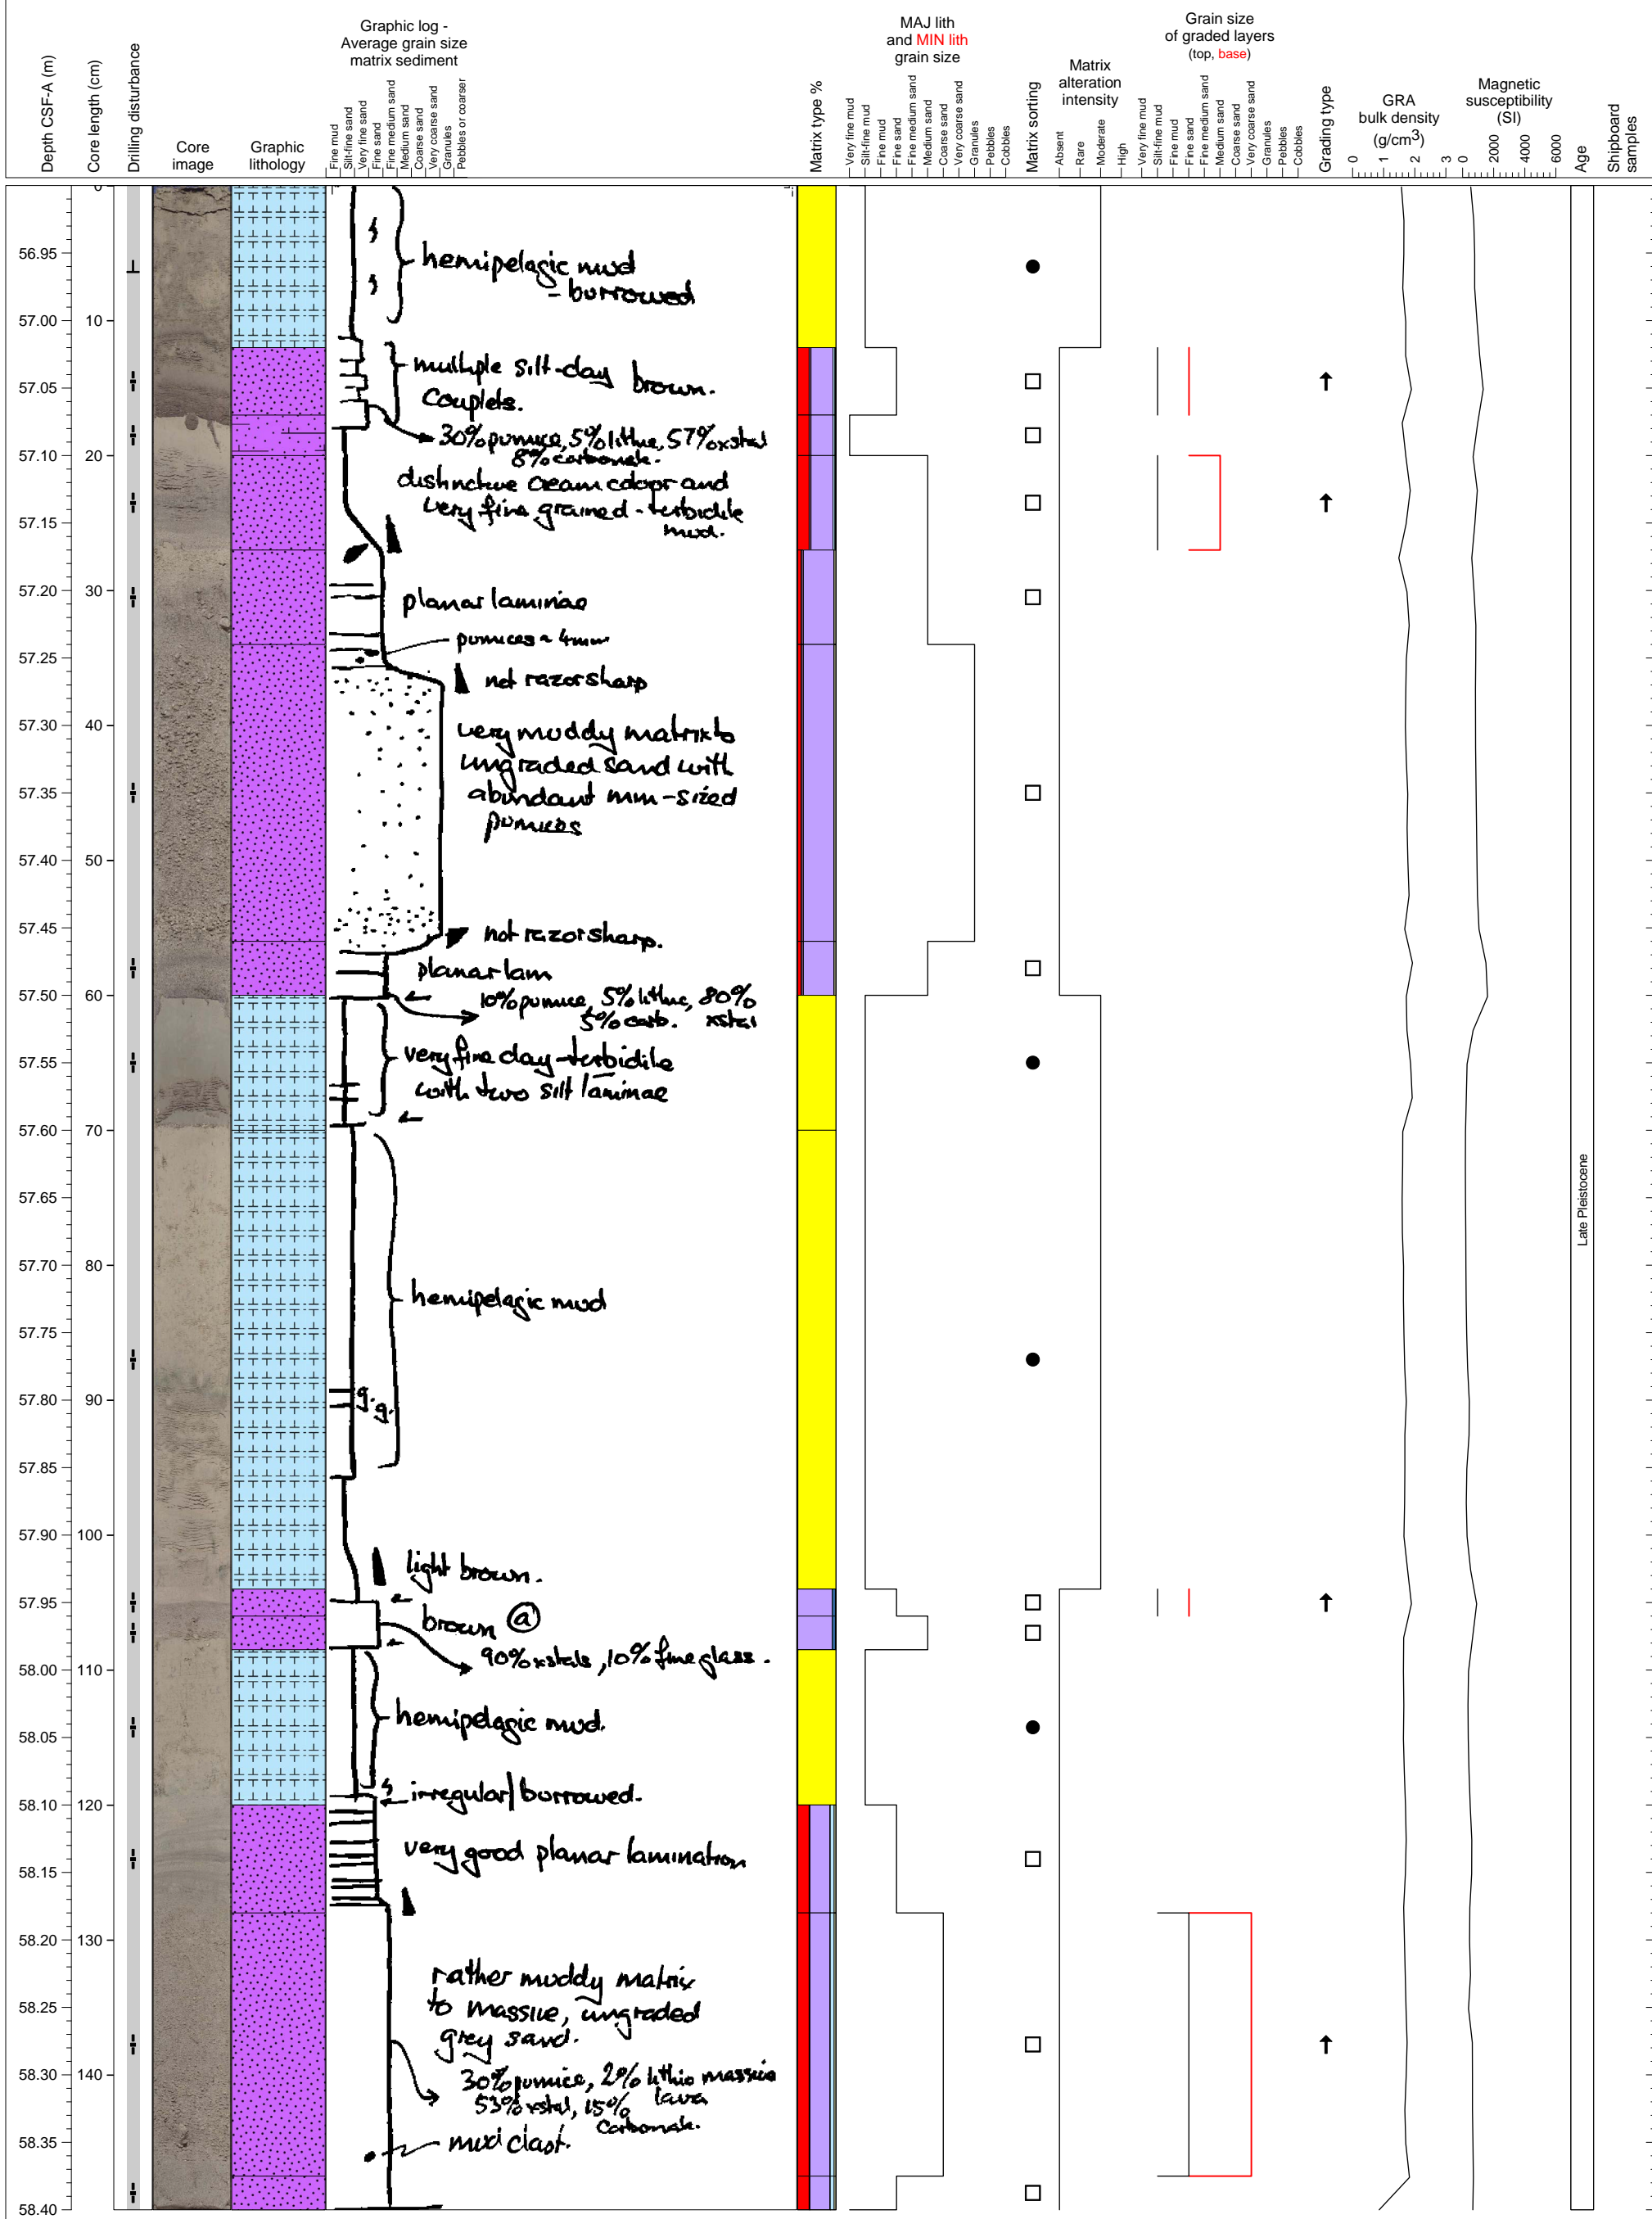 Depth CSF-A (m)
Core length (cm)
Drilling disturbance
Core
image
Graphic
lithology
Graphic log -
Average grain size
matrix sediment
Fine mud
Silt-fine sand
Very fine sand
Fine sand
Fine medium sand
Medium sand
Coarse sand
Very coarse sand
Granules
Pebbles or coarser
Matrix type %
MAJ lith
and MIN lith
grain size
Very fine mud
Silt-fine mud
Fine mud
Fine sand
Fine medium sand
Medium sand
Coarse sand
Very coarse sand
Granules
Pebbles
Cobbles
Matrix sorting
Matrix
alteration
intensity
Absent
Rare
Moderate
High
Grain size
of graded layers
(top, base)
Very fine mud
Silt-fine mud
Fine mud
Fine sand
Fine medium sand
Medium sand
Coarse sand
Very coarse sand
Granules
Pebbles
Cobbles
Grading type
GRA
bulk density
(g/cm3)
0 1 2 3
Magnetic
susceptibility
(SI)
0 2000 4000 6000
Age
Shipboard
samples
0
56.95
hemipelagic mud
- burrowed
57.00 10
multiple silt-clay brown.
Couplets.
57.05
30% pumice, 5% lithic, 57% xstal
8% carbonate.
57.10 20
distinctive cream colour and
very fine grained - turbidite
mud.
57.15
57.20 30
planar laminae
pumices ~ 4mm
57.25
not razor sharp
57.30 40
very muddy matrix to
ungraded sand with
abundant mm-sized
pumices
57.35
57.40 50
57.45
not razor sharp.
planar lam
57.50 60
10% pumice, 5% lithic, 80%
5% carb. xstal
very fine clay-turbidite
with two silt laminae
57.55
57.60 70
57.65
57.70 80
hemipelagic mud
57.75
57.80 90
g.
g.
57.85
57.90 100
light brown.
57.95
brown ⓐ
90% xstals, 10% fine glass.
58.00 110
hemipelagic mud.
58.05
irregular/burrowed.
58.10 120
very good planar lamination
58.15
58.20 130
rather muddy matrix
to massive, ungraded
grey sand.
58.25
58.30 140
30% pumice, 2% lithic massive
lava
53% xstal, 15%
Carbonate.
58.35
mud clast.
58.40
Late Pleistocene